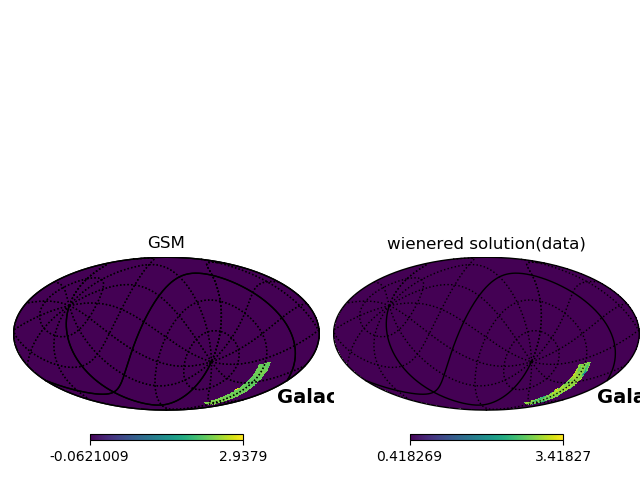 GSM
wienered solution(data)
Galac
Gala
-0.0621009 2.9379
0.418269 3.41827